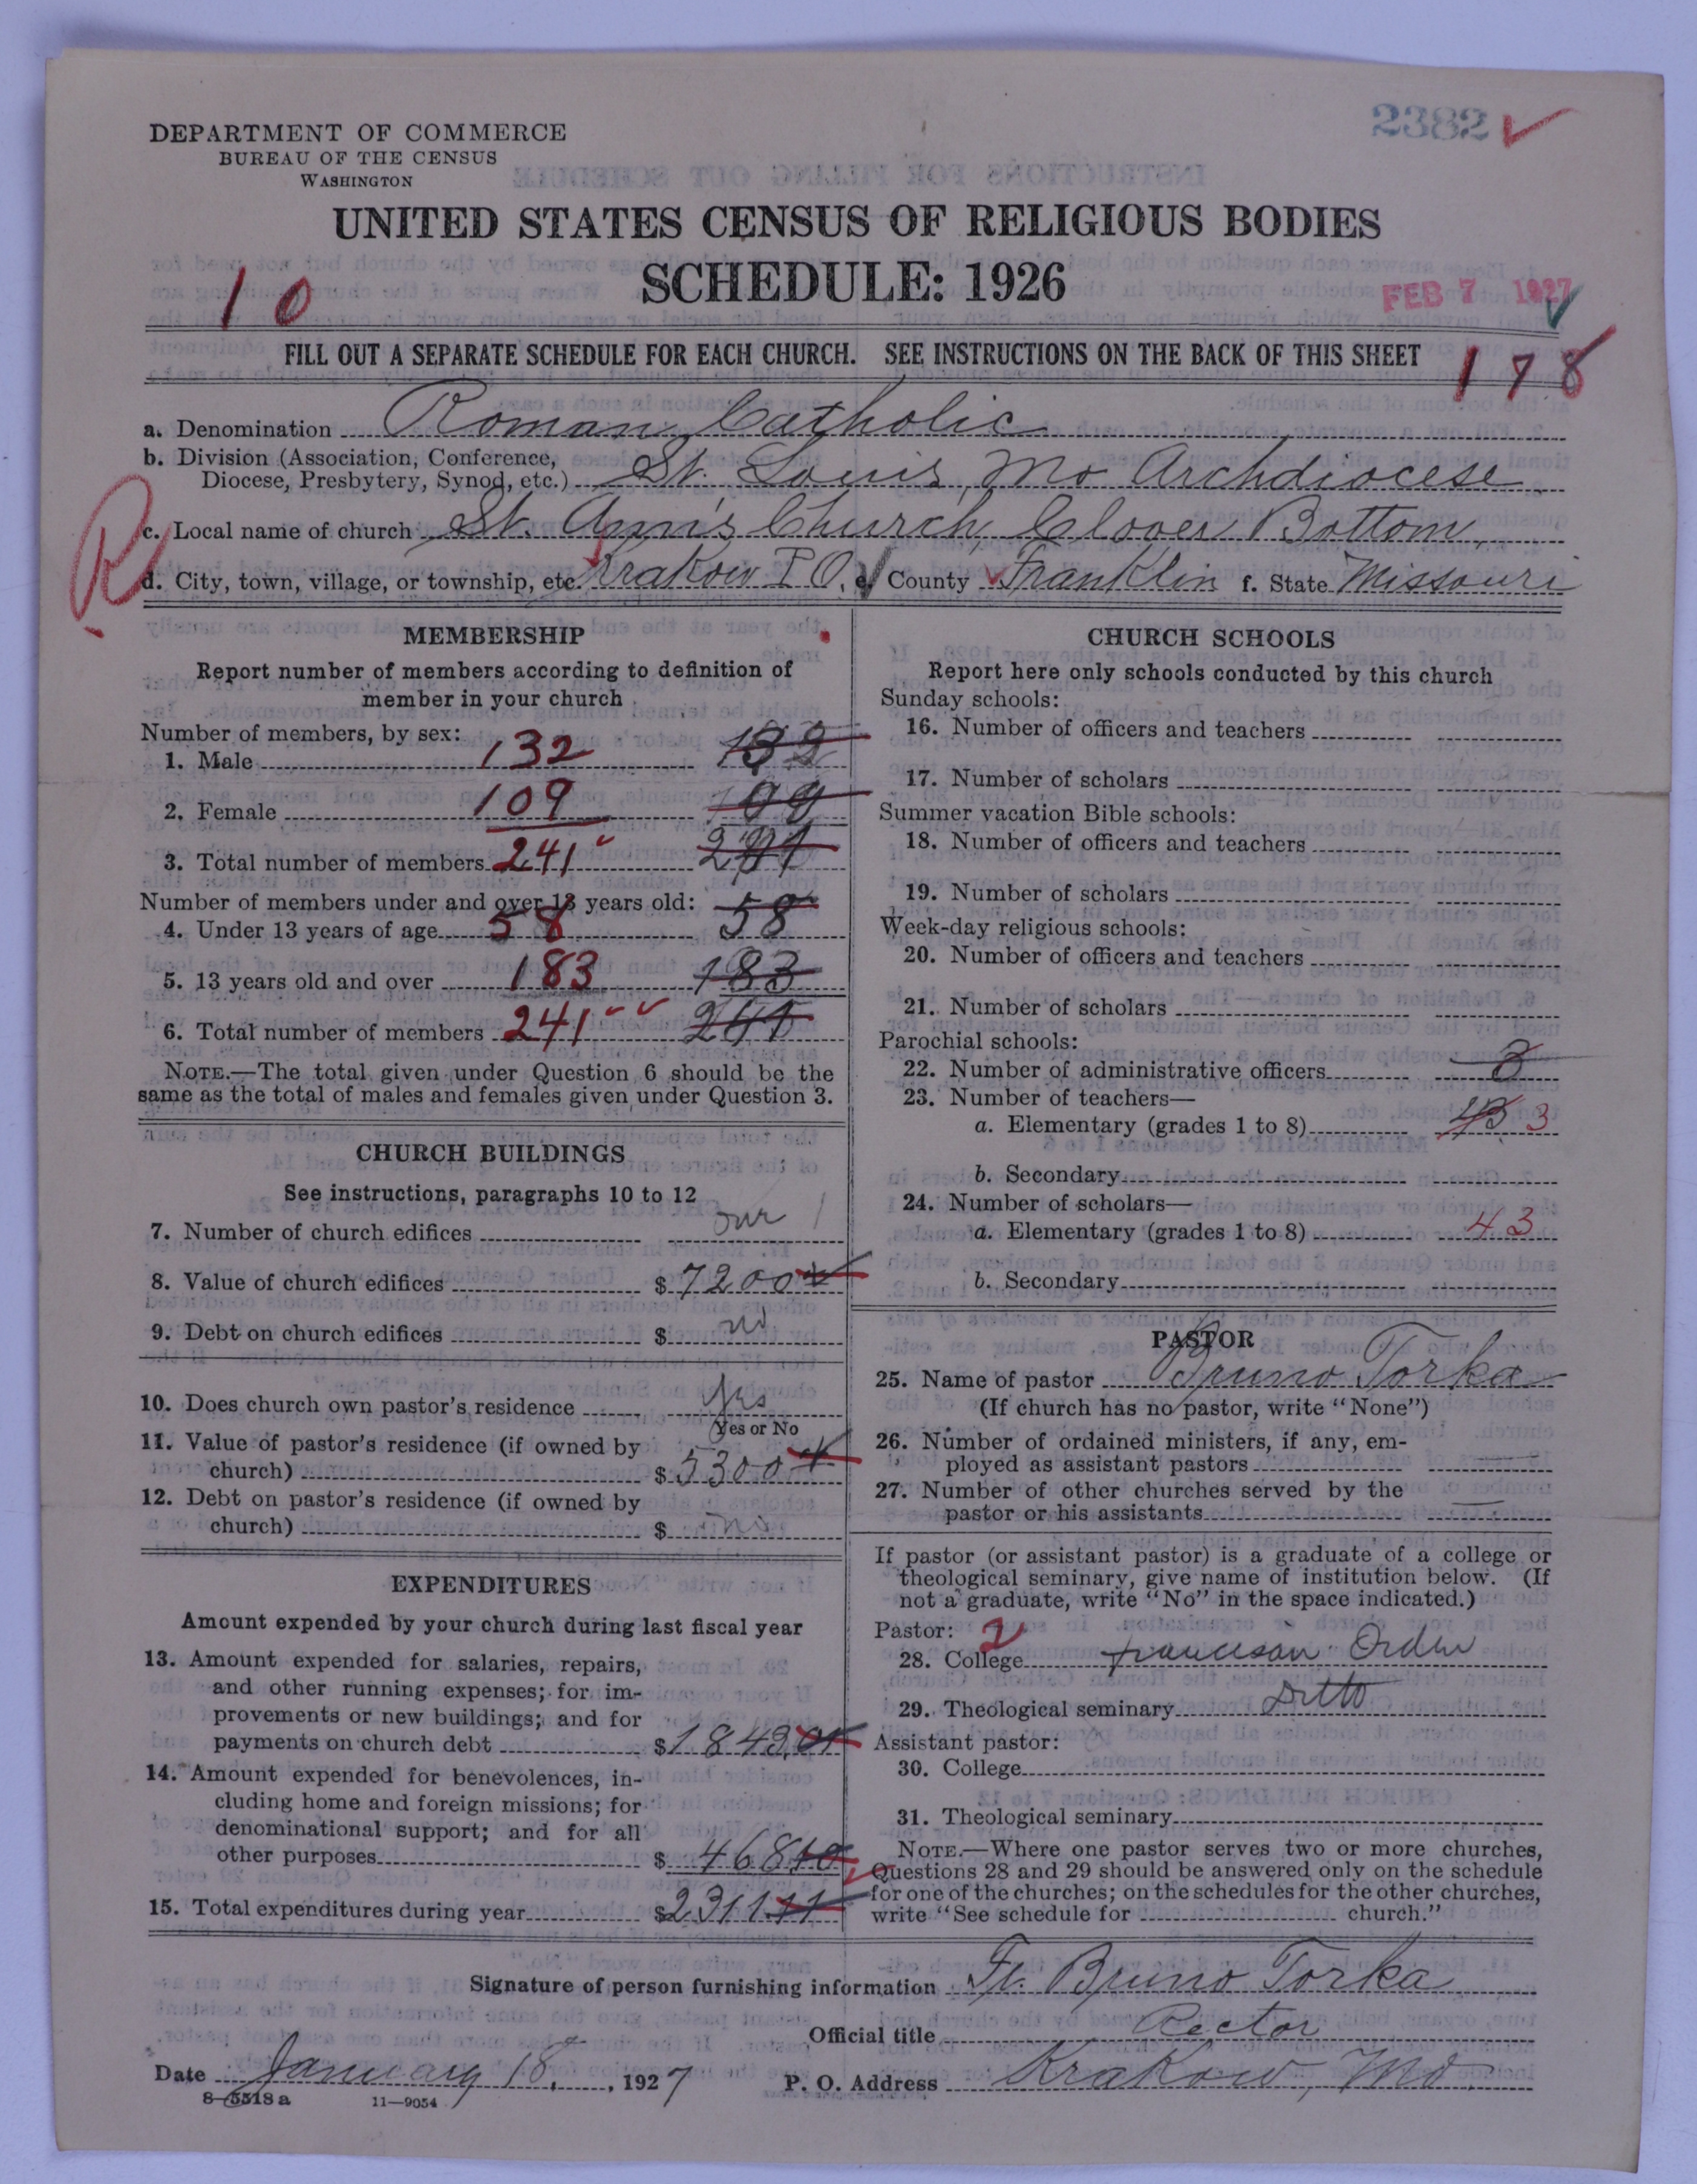 DEPARTMENT OF COMMERCE
BUREAU OF THE CENSUS
WASHINGTON
2382
UNITED STATES CENSUS OF RELIGIOUS BODIES
SCHEDULE: 1926
10
FEB 7 1927
FILL OUT A SEPARATE SCHEDULE FOR EACH CHURCH. SEE INSTRUCTIONS ON THE BACK OF THIS SHEET
178
a. Denomination Roman Catholic
b. Division (Association, Conference,
Diocese, Presbytery, Synod, etc.) St. Louis, Mo Archdiocese
R
c. Local name of church St. Ann's Church, Clover Bottom,
d. City, town, village, or township, etc. Krakow P.O. e. County Franklin f. State Missouri
MEMBERSHIP
Report number of members according to definition of
member in your church
Number of members, by sex:
1. Male 132 132
2. Female 109 109
3. Total number of members 241 241
Number of members under and over 13 years old:
4. Under 13 years of age 58 58
5. 13 years old and over 183 183
6. Total number of members 241 241
NOTE.—The total given under Question 6 should be the
same as the total of males and females given under Question 3.
CHURCH BUILDINGS
See instructions, paragraphs 10 to 12
7. Number of church edifices one 1
8. Value of church edifices $ 7200
9. Debt on church edifices $ no
10. Does church own pastor's residence yes
Yes or No
11. Value of pastor's residence (if owned by
church) $ 5300
12. Debt on pastor's residence (if owned by
church) $
EXPENDITURES
Amount expended by your church during last fiscal year
13. Amount expended for salaries, repairs,
and other running expenses; for im-
provements or new buildings; and for
payments on church debt $1843.01
14. Amount expended for benevolences, in-
cluding home and foreign missions; for
denominational support; and for all
other purposes $ 468.10
15. Total expenditures during year $2311.11
CHURCH SCHOOLS
Report here only schools conducted by this church
Sunday schools:
16. Number of officers and teachers
17. Number of scholars
Summer vacation Bible schools:
18. Number of officers and teachers
19. Number of scholars
Week-day religious schools:
20. Number of officers and teachers
21. Number of scholars
Parochial schools:
22. Number of administrative officers 3
23. Number of teachers—
a. Elementary (grades 1 to 8) 43 3
b. Secondary
24. Number of scholars—
a. Elementary (grades 1 to 8) 43
b. Secondary
PASTOR
25. Name of pastor Bruno Torka
(If church has no pastor, write "None")
26. Number of ordained ministers, if any, em-
ployed as assistant pastors
27. Number of other churches served by the
pastor or his assistants
If pastor (or assistant pastor) is a graduate of a college or
theological seminary, give name of institution below. (If
not a graduate, write "No" in the space indicated.)
Pastor: 2
28. College Franciscan Order
29. Theological seminary Ditto
Assistant pastor:
30. College
31. Theological seminary
NOTE.—Where one pastor serves two or more churches,
Questions 28 and 29 should be answered only on the schedule
for one of the churches; on the schedules for the other churches,
write "See schedule for church."
Signature of person furnishing information Fr. Bruno Torka
Official title Rector
Date January 18, 1927 P. O. Address Krakow, Mo.
8-5518a 11—9054